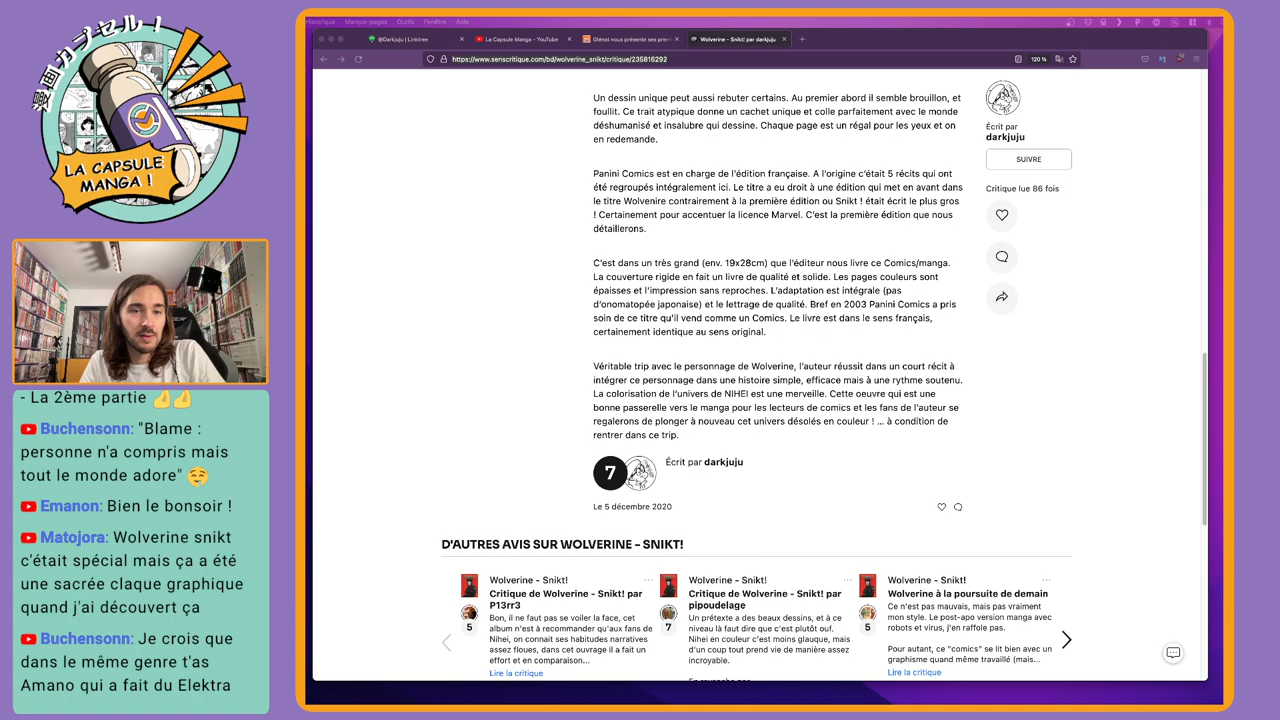 漫画カプセル！
LA CAPSULE
MANGA !
- La 2ème partie 🤌🤌
Buchensonn: "Blame :
personne n'a compris mais
tout le monde adore" ☺️
Emanon: Bien le bonsoir !
Matojora: Wolverine snikt
c'était spécial mais ça a été
une sacrée claque graphique
quand j'ai découvert ça
Buchensonn: Je crois que
dans le même genre t'as
Amano qui a fait du Elektra
Historique Marque-pages Outils Fenêtre Aide
@Darkjuju | Linktree
La Capsule Manga - YouTube
Glénat nous présente ses prem
Wolverine - Snikt! par darkjuju
https://www.senscritique.com/bd/wolverine_snikt/critique/235816292
120 %
Un dessin unique peut aussi rebuter certains. Au premier abord il semble brouillon, et
fouillit. Ce trait atypique donne un cachet unique et colle parfaitement avec le monde
déshumanisé et insalubre qui dessine. Chaque page est un régal pour les yeux et on
en redemande.
Panini Comics est en charge de l'édition française. A l'origine c'était 5 récits qui ont
été regroupés intégralement ici. Le titre a eu droit à une édition qui met en avant dans
le titre Wolvenire contrairement à la première édition ou Snikt ! était écrit le plus gros
! Certainement pour accentuer la licence Marvel. C'est la première édition que nous
détaillerons.
C'est dans un très grand (env. 19x28cm) que l'éditeur nous livre ce Comics/manga.
La couverture rigide en fait un livre de qualité et solide. Les pages couleurs sont
épaisses et l'impression sans reproches. L'adaptation est intégrale (pas
d'onomatopée japonaise) et le lettrage de qualité. Bref en 2003 Panini Comics a pris
soin de ce titre qu'il vend comme un Comics. Le livre est dans le sens français,
certainement identique au sens original.
Véritable trip avec le personnage de Wolverine, l'auteur réussit dans un court récit à
intégrer ce personnage dans une histoire simple, efficace mais à une rythme soutenu.
La colorisation de l'univers de NIHEI est une merveille. Cette oeuvre qui est une
bonne passerelle vers le manga pour les lecteurs de comics et les fans de l'auteur se
regalerons de plonger à nouveau cet univers désolés en couleur ! ... à condition de
rentrer dans ce trip.
7
Écrit par darkjuju
Le 5 décembre 2020
Écrit par
darkjuju
SUIVRE
Critique lue 86 fois
D'AUTRES AVIS SUR WOLVERINE - SNIKT!
Wolverine - Snikt!
Critique de Wolverine - Snikt! par
P13rr3
5
Bon, il ne faut pas se voiler la face, cet
album n'est à recommander qu'aux fans de
Nihei, on connait ses habitudes narratives
assez floues, dans cet ouvrage il a fait un
effort et en comparaison...
Lire la critique
Wolverine - Snikt!
Critique de Wolverine - Snikt! par
pipoudelage
7
Un prétexte a des beaux dessins, et à ce
niveau là faut dire que c'est plutôt ouf.
Nihei en couleur c'est moins glauque, mais
d'un coup tout prend vie de manière assez
incroyable.
Wolverine - Snikt!
Wolverine à la poursuite de demain
5
Ce n'est pas mauvais, mais pas vraiment
mon style. Le post-apo version manga avec
robots et virus, j'en raffole pas.
Pour autant, ce "comics" se lit bien avec un
graphisme quand même travaillé (mais...
Lire la critique